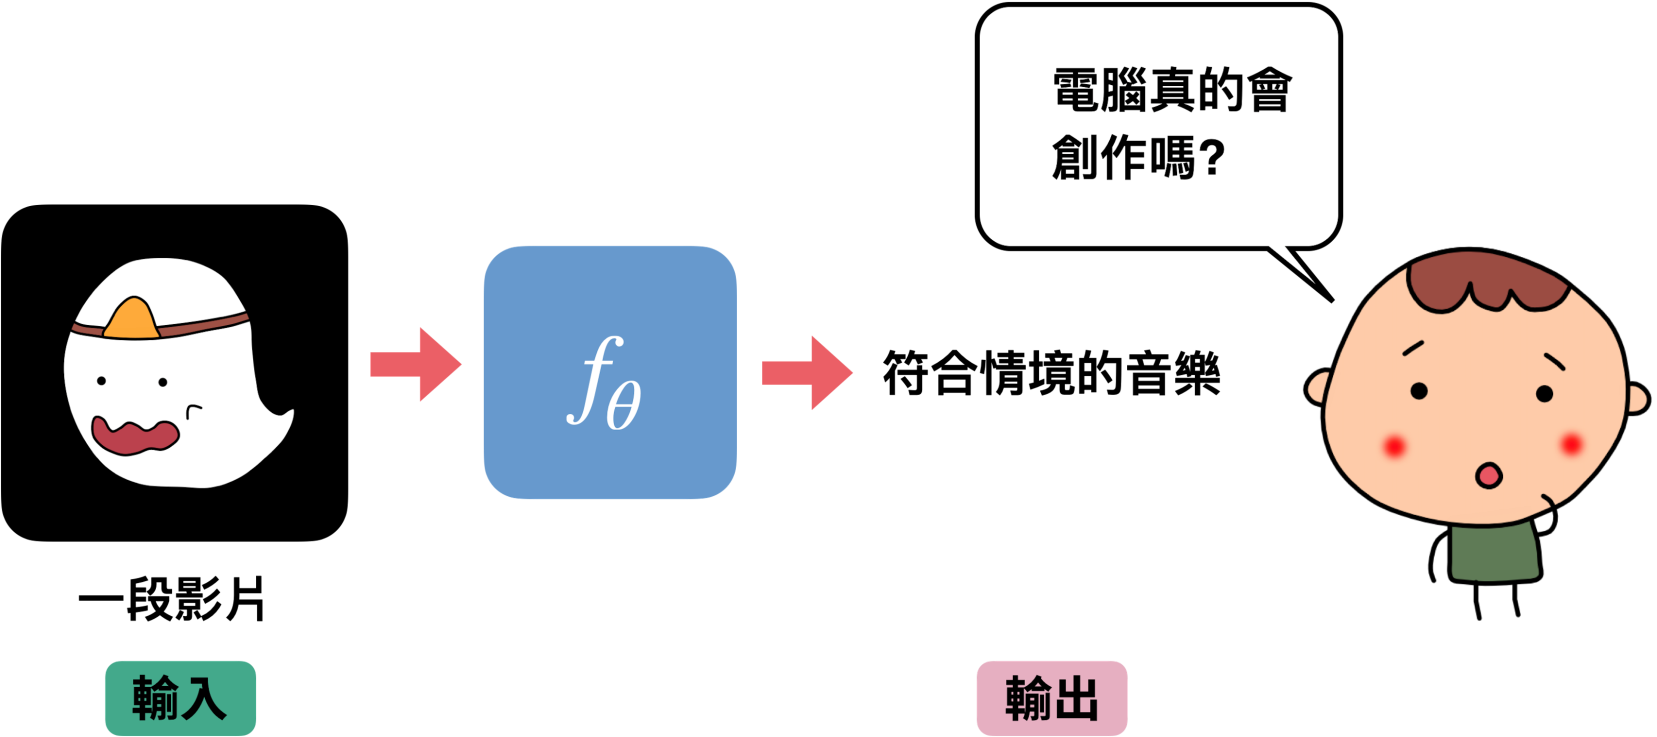 電腦真的會
創作嗎?
f_θ
符合情境的音樂
一段影片
輸入
輸出